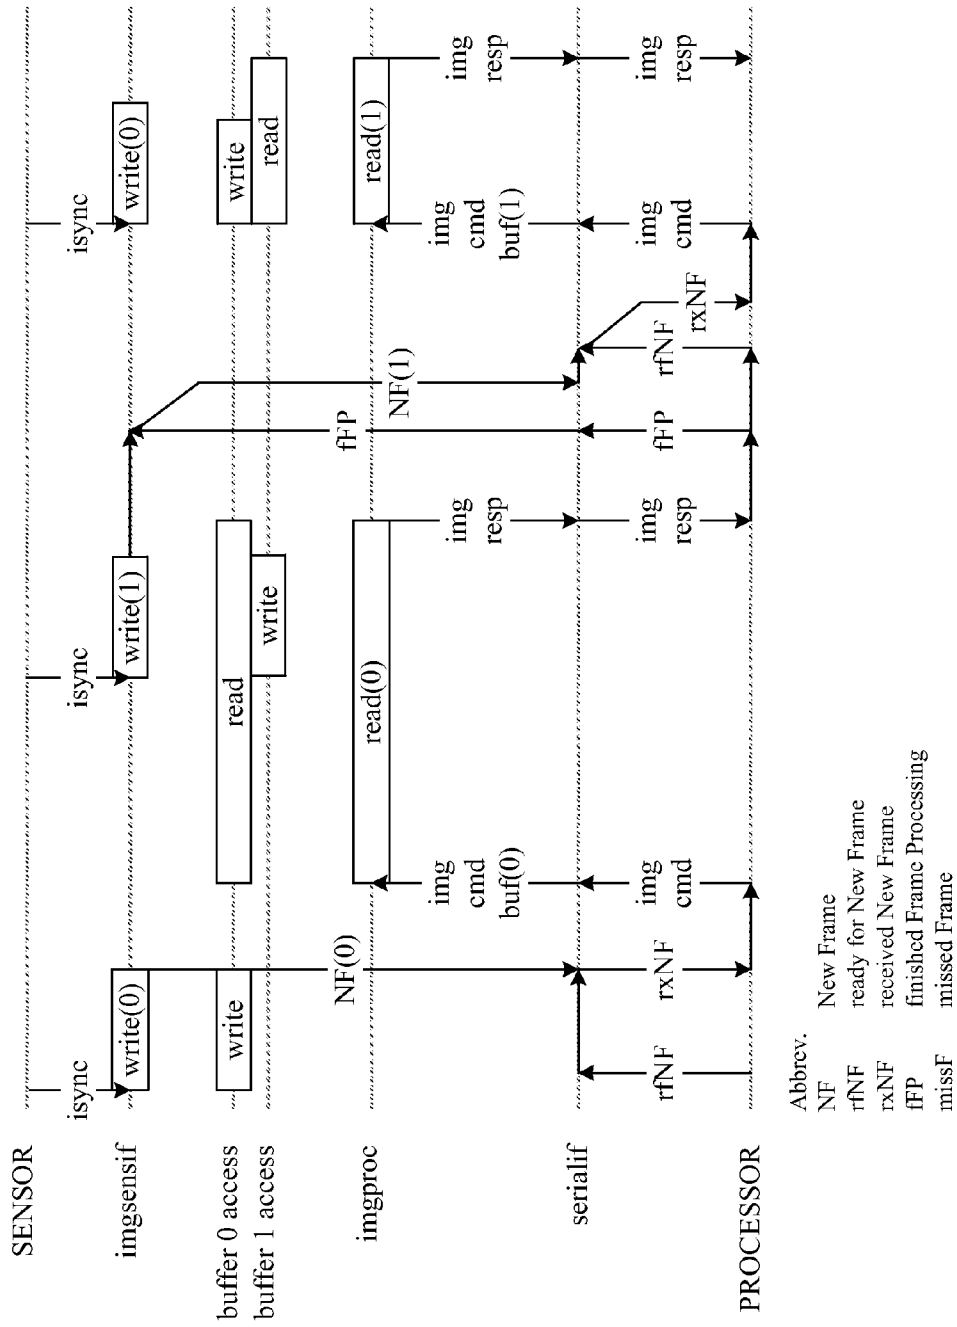 SENSOR
isync
isync
isync
imgsensif
write(0)
write(1)
write(0)
buffer 0 access
write
read
write
buffer 1 access
write
read
imgproc
NF(0)
img
cmd
buf(0)
read(0)
img
resp
fFP
NF(1)
img
cmd
buf(1)
read(1)
img
resp
serialif
rfNF
rxNF
img
cmd
img
resp
fFP
rfNF
rxNF
img
cmd
img
resp
PROCESSOR
Abbrev.
NF New Frame
rfNF ready for New Frame
rxNF received New Frame
fFP finished Frame Processing
missF missed Frame